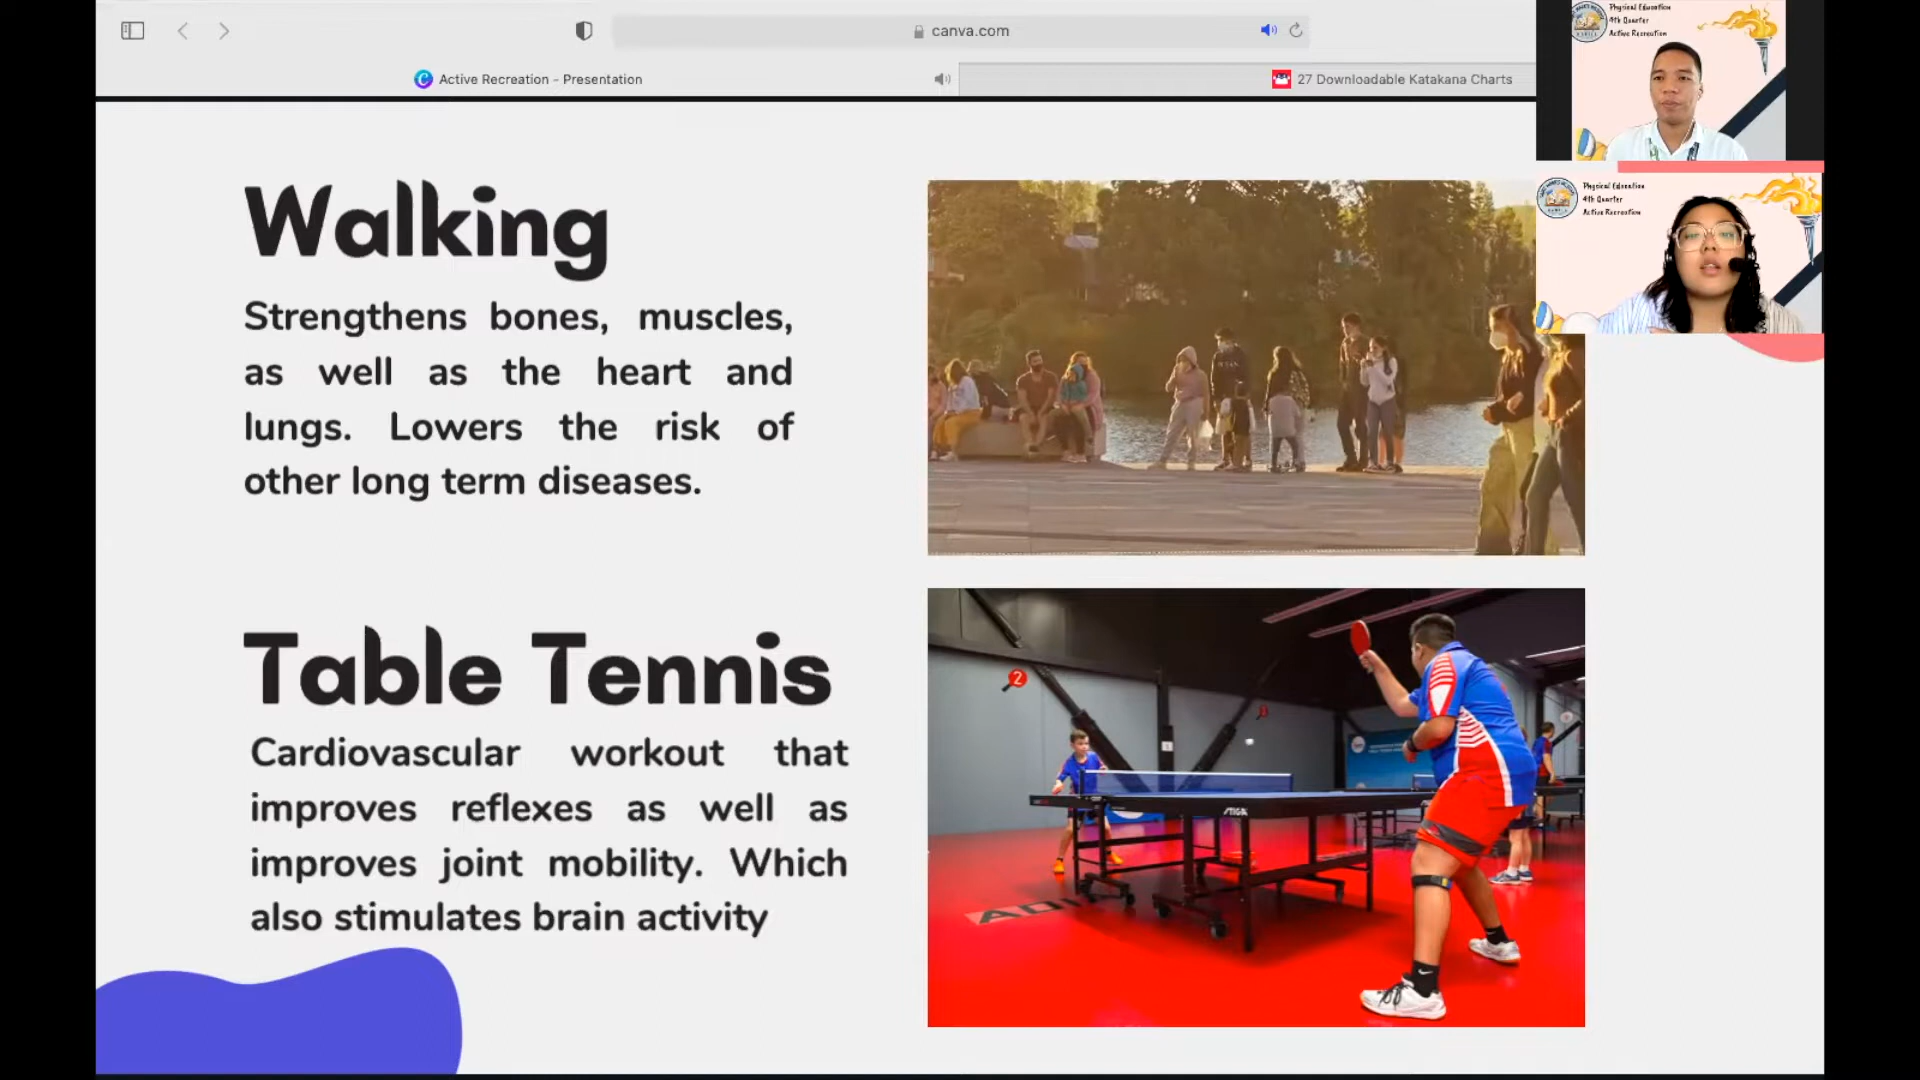 canva.com
Active Recreation - Presentation
27 Downloadable Katakana Charts
Physical Education
4th Quarter
Active Recreation
Physical Education
4th Quarter
Active Recreation
Walking
Strengthens bones, muscles,
as well as the heart and
lungs. Lowers the risk of
other long term diseases.
Table Tennis
Cardiovascular workout that
improves reflexes as well as
improves joint mobility. Which
also stimulates brain activity
2
STIGA